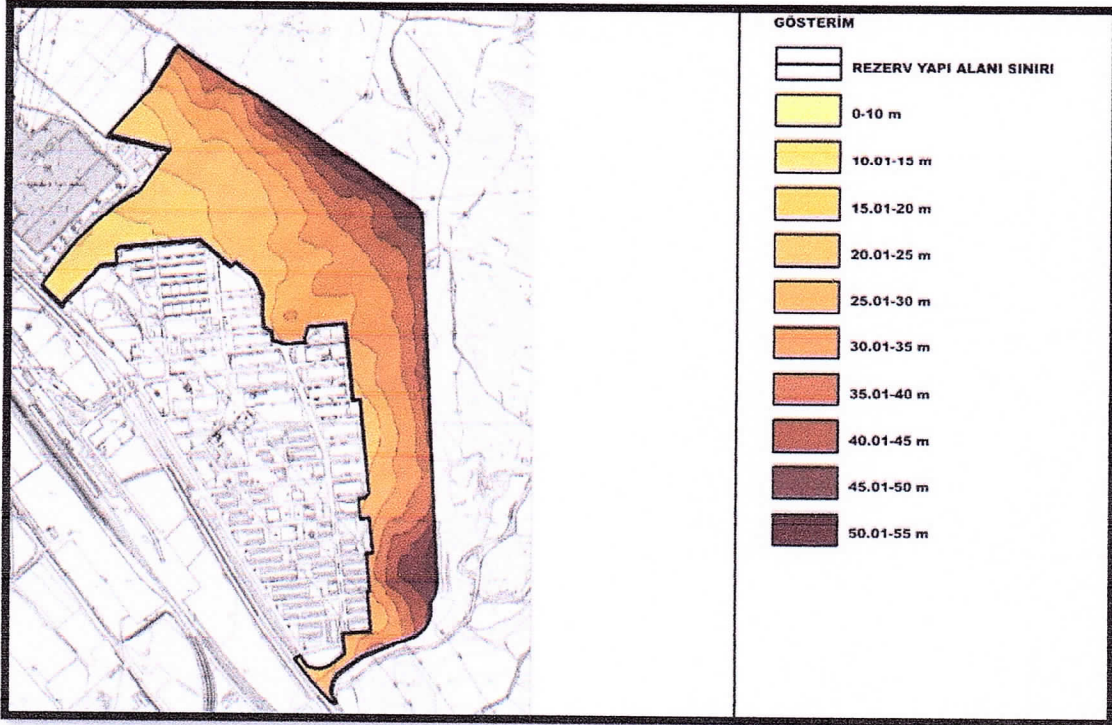 GÖSTERİM
REZERV YAPI ALANI SINIRI
0-10 m
10.01-15 m
15.01-20 m
20.01-25 m
25.01-30 m
30.01-35 m
35.01-40 m
40.01-45 m
45.01-50 m
50.01-55 m